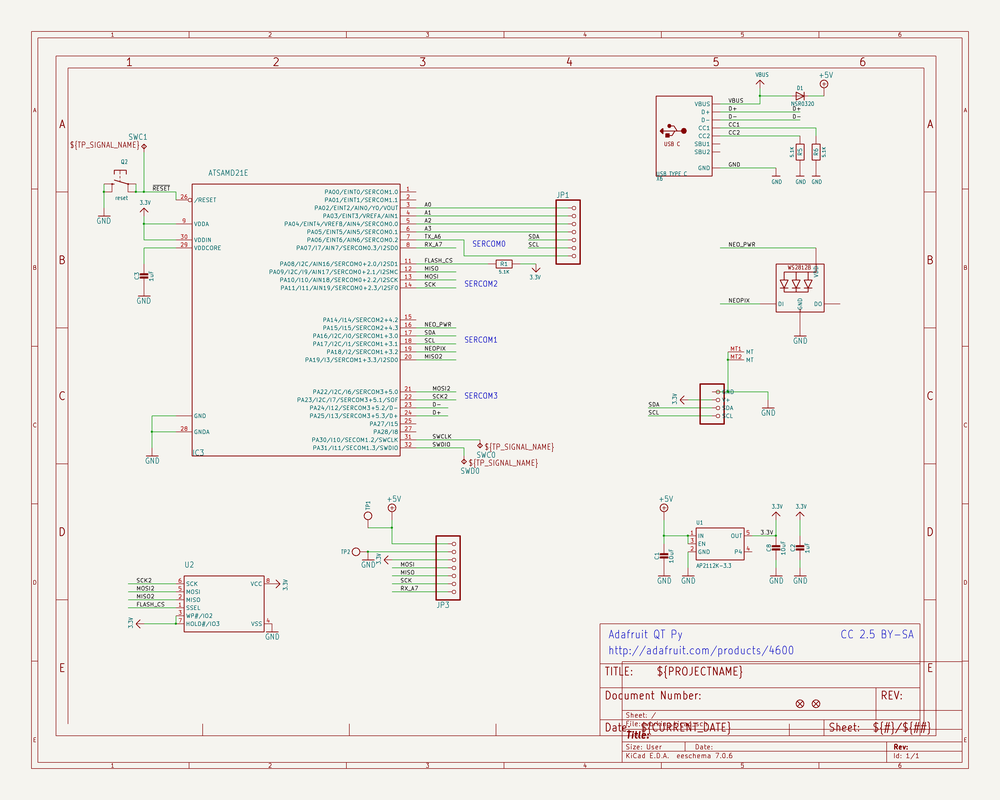 1 2 3 4 5 6
1 2 3 4 5 6
A
B
C
D
E
A
B
C
D
E
A
B
C
D
E
A
B
C
D
E
SWC1
${TP_SIGNAL_NAME}
Q2
reset
RESET
GND
3.3V
C3
1uF
GND
GND
ATSAMD21E
IC3
26 /RESET
9 VDDA
30 VDDIN
29 VDDCORE
GND
28 GNDA
PA00/EINT0/SERCOM1.0 1
PA01/EINT1/SERCOM1.1 2
PA02/EINT2/AIN0/Y0/VOUT 3 A0
PA03/EINT3/VREFA/AIN1 4 A1
PA04/EINT4/VREFB/AIN4/SERCOM0.0 5 A2
PA05/EINT5/AIN5/SERCOM0.1 6 A3
PA06/EINT6/AIN6/SERCOM0.2 7 TX_A6
PA07/I7/AIN7/SERCOM0.3/I2SD0 8 RX_A7
SERCOM0
PA08/I2C/AIN16/SERCOM0+2.0/I2SD1 11 FLASH_CS
PA09/I2C/I9/AIN17/SERCOM0+2.1/I2SMC 12 MISO
PA10/I10/AIN18/SERCOM0+2.2/I2SCK 13 MOSI
PA11/I11/AIN19/SERCOM0+2.3/I2SF0 14 SCK
SERCOM2
PA14/I14/SERCOM2+4.2 15
PA15/I15/SERCOM2+4.3 16 NEO_PWR
PA16/I2C/I0/SERCOM1+3.0 17 SDA
PA17/I2C/I1/SERCOM1+3.1 18 SCL
PA18/I2/SERCOM1+3.2 19 NEOPIX
PA19/I3/SERCOM1+3.3/I2SD0 20 MISO2
SERCOM1
PA22/I2C/I6/SERCOM3+5.0 21 MOSI2
PA23/I2C/I7/SERCOM3+5.1/SOF 22 SCK2
PA24/I12/SERCOM3+5.2/D- 23 D-
PA25/I13/SERCOM3+5.3/D+ 24 D+
SERCOM3
PA27/I15 25
PA28/I8 27
PA30/I10/SECOM1.2/SWCLK 31 SWCLK
PA31/I11/SECOM1.3/SWDIO 32 SWDIO
${TP_SIGNAL_NAME}
SWC0
${TP_SIGNAL_NAME}
SWD0
JP1
SDA
SCL
R1
5.1K
3.3V
USB C
USB TYPE C
X6
VBUS
D+
D-
CC1
CC2
SBU1
SBU2
GND
VBUS
D+
D-
CC1
CC2
GND
VBUS
D1
NSR0320
+5V
D+
D-
R5
5.1K
R6
5.1K
GND
GND
GND
NEO_PWR
WS2812B
VDD
GND
DI
DO
NEOPIX
GND
MT1 MT
MT2 MT
GND
V+
SDA
SCL
3.3V
SDA
SCL
GND
+5V
C1
10uF
GND
U1
1 IN
3 EN
2 GND
OUT 5
P4 4
AP2112K-3.3
GND
3.3V
3.3V
C8
10uF
GND
3.3V
C2
1uF
GND
TP1
+5V
TP2
GND
3.3V
MOSI
MISO
SCK
RX_A7
JP3
U2
SCK2 6 SCK
MOSI2 5 MOSI
MISO2 2 MISO
FLASH_CS 1 SSEL
3 WP#/IO2
7 HOLD#/IO3
VCC 8
VSS 4
3.3V
3.3V
GND
Adafruit QT Py CC 2.5 BY-SA
http://adafruit.com/products/4600
TITLE: ${PROJECTNAME}
Document Number: REV:
Sheet: /
Date: ${CURRENT_DATE} Sheet: ${#}/${##}
Title:
Size: User Date: Rev:
KiCad E.D.A. eeschema 7.0.6 Id: 1/1
1 2 3 4 5 6